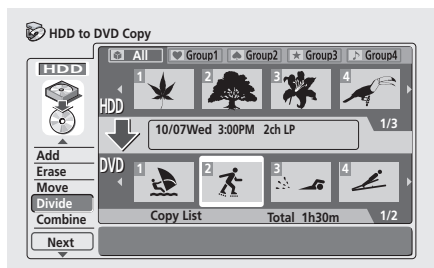 HDD to
DVD Copy
All Group1 Group2 Group3 Group4
HDD
1 2 3 4
HDD
10/07Wed 3:00PM 2ch LP
1/3
Add
Erase
Move
Divide
Combine
Next
DVD
1 2 3 4
Copy List Total 1h30m 1/2